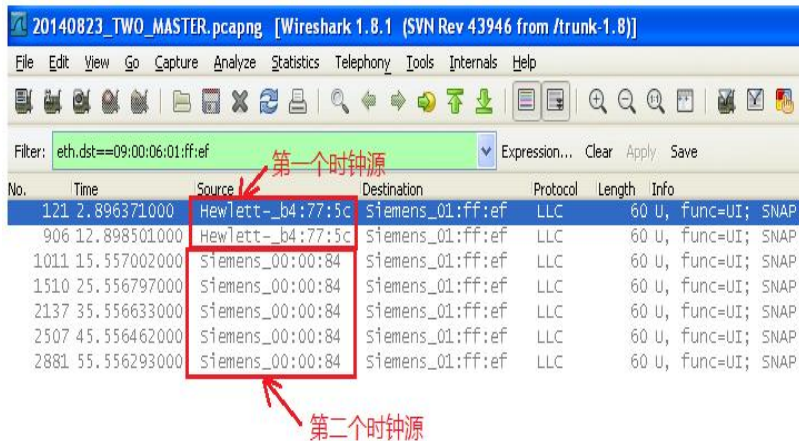 20140823_TWO_MASTER.pcapng [Wireshark 1.8.1 (SVN Rev 43946 from /trunk-1.8)]
File Edit View Go Capture Analyze Statistics Telephony Tools Internals Help
Filter: eth.dst==09:00:06:01:ff:ef Expression... Clear Apply Save
第一个时钟源
No. Time Source Destination Protocol Length Info
121 2.896371000 Hewlett-_b4:77:5c Siemens_01:ff:ef LLC 60 U, func=UI; SNAP
906 12.898501000 Hewlett-_b4:77:5c Siemens_01:ff:ef LLC 60 U, func=UI; SNAP
1011 15.557002000 Siemens_00:00:84 Siemens_01:ff:ef LLC 60 U, func=UI; SNAP
1510 25.556797000 Siemens_00:00:84 Siemens_01:ff:ef LLC 60 U, func=UI; SNAP
2137 35.556633000 Siemens_00:00:84 Siemens_01:ff:ef LLC 60 U, func=UI; SNAP
2507 45.556462000 Siemens_00:00:84 Siemens_01:ff:ef LLC 60 U, func=UI; SNAP
2881 55.556293000 Siemens_00:00:84 Siemens_01:ff:ef LLC 60 U, func=UI; SNAP
第二个时钟源